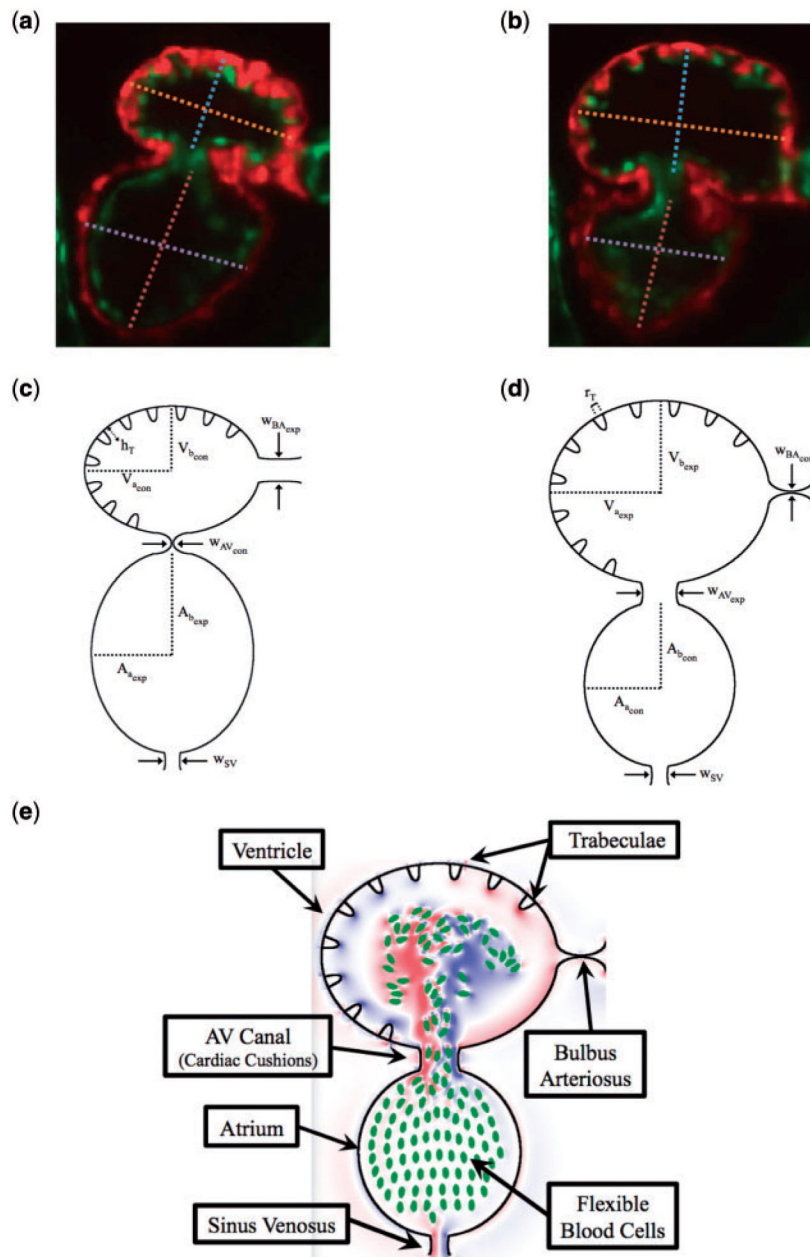 (a)
(b)
(c)
w_BA_exp
h_T
V_b_con
V_a_con
w_AV_con
A_b_exp
A_a_exp
w_SV
(d)
r_T
w_BA_con
V_b_exp
V_a_exp
w_AV_exp
A_b_con
A_a_con
w_SV
(e)
Ventricle
Trabeculae
AV Canal
(Cardiac Cushions)
Bulbus
Arteriosus
Atrium
Sinus Venosus
Flexible
Blood Cells